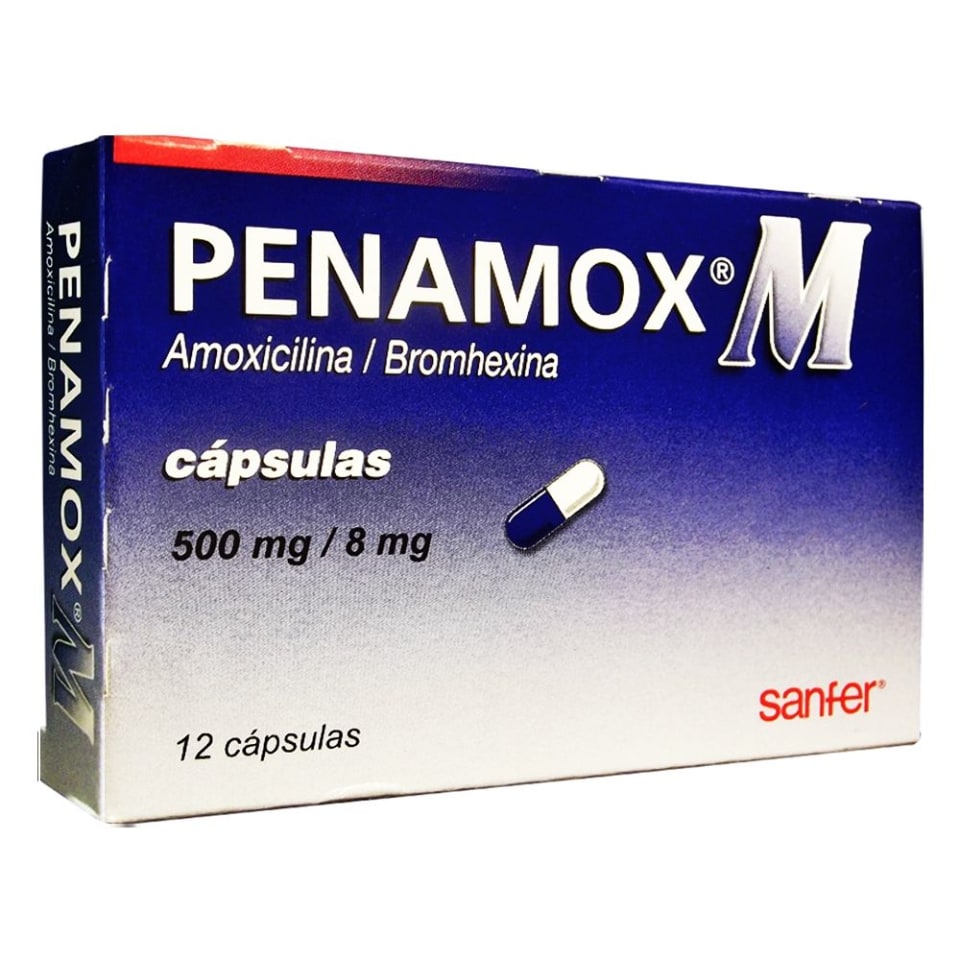 PENAMOX® M
Amoxicilina / Bromhexina
cápsulas
500 mg / 8 mg
12 cápsulas
sanfer®
PENAMOX® M
Amoxicilina / Bromhexina